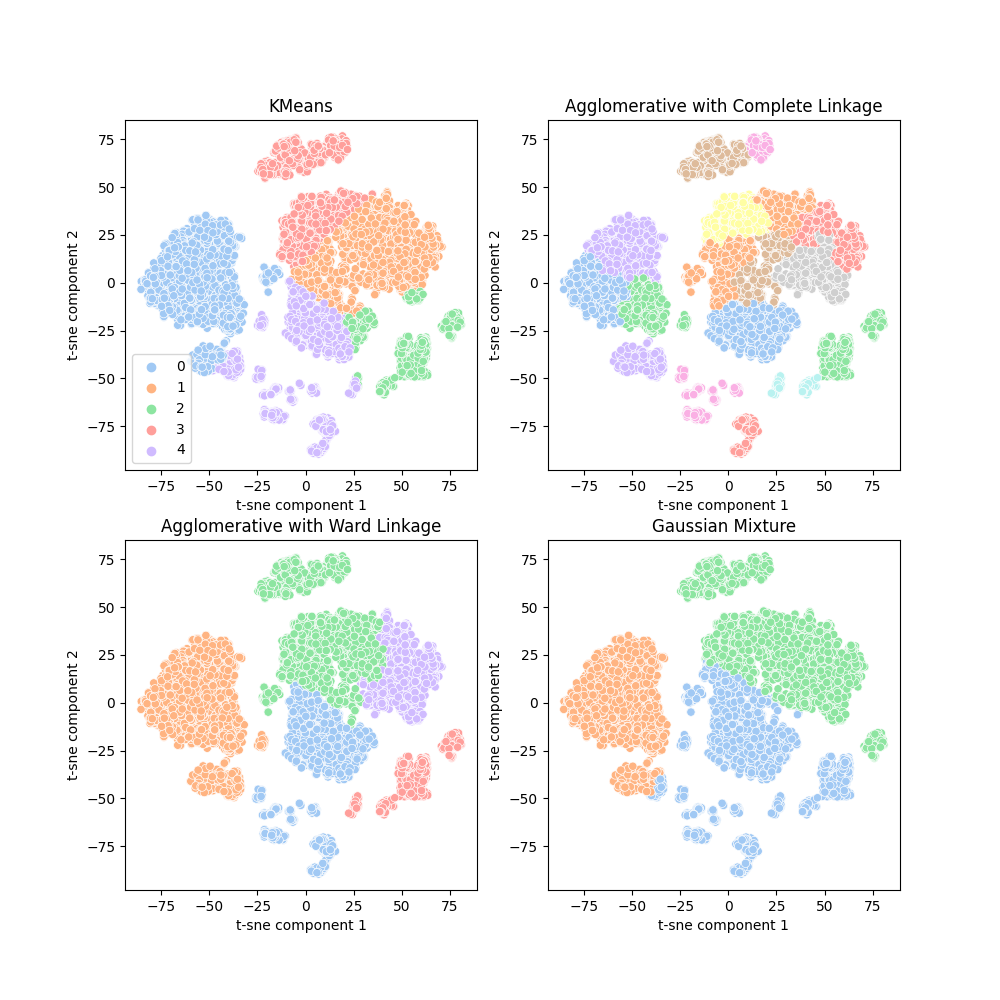 KMeans
Agglomerative with Complete Linkage
t-sne component 2
75
50
25
0
−25
−50
−75
0
1
2
3
4
−75 −50 −25 0 25 50 75
t-sne component 1
t-sne component 2
75
50
25
0
−25
−50
−75
−75 −50 −25 0 25 50 75
t-sne component 1
Agglomerative with Ward Linkage
Gaussian Mixture
t-sne component 2
75
50
25
0
−25
−50
−75
−75 −50 −25 0 25 50 75
t-sne component 1
t-sne component 2
75
50
25
0
−25
−50
−75
−75 −50 −25 0 25 50 75
t-sne component 1